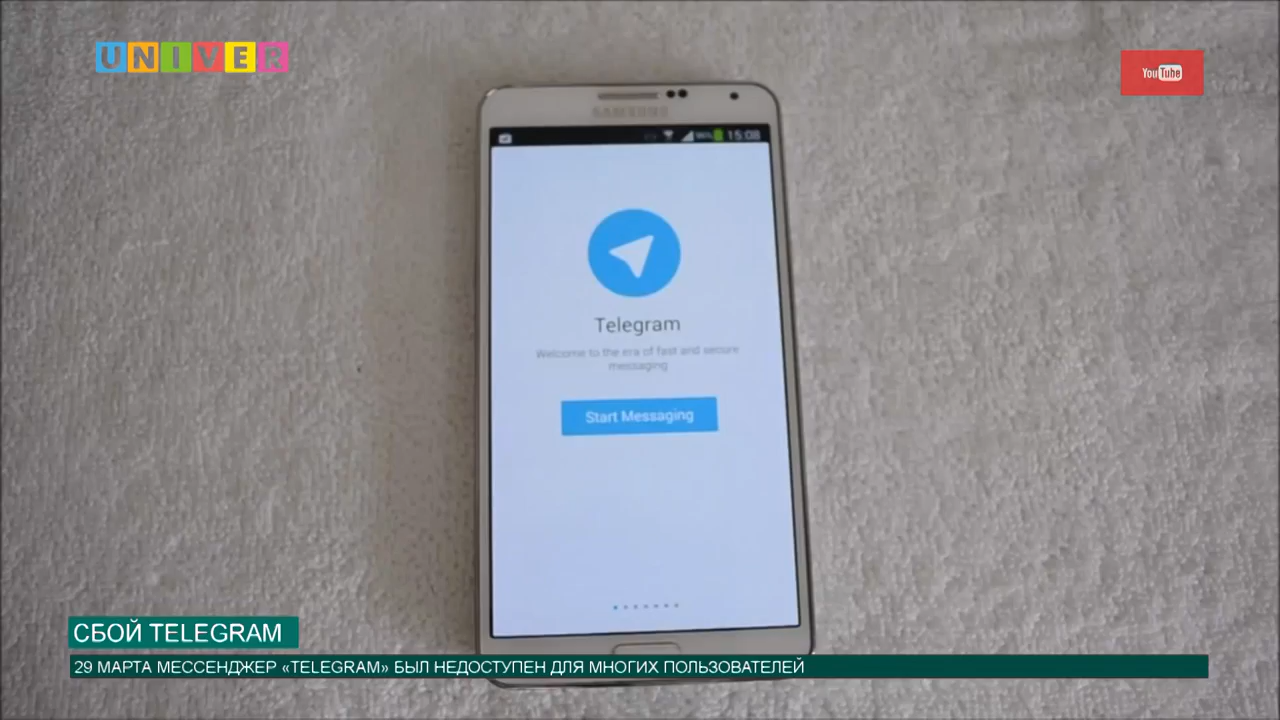 UNIVER
YouTube
SAMSUNG
96% 15:08
Telegram
Welcome to the era of fast and secure
messaging
Start Messaging
СБОЙ TELEGRAM
29 МАРТА МЕССЕНДЖЕР «TELEGRAM» БЫЛ НЕДОСТУПЕН ДЛЯ МНОГИХ ПОЛЬЗОВАТЕЛЕЙ